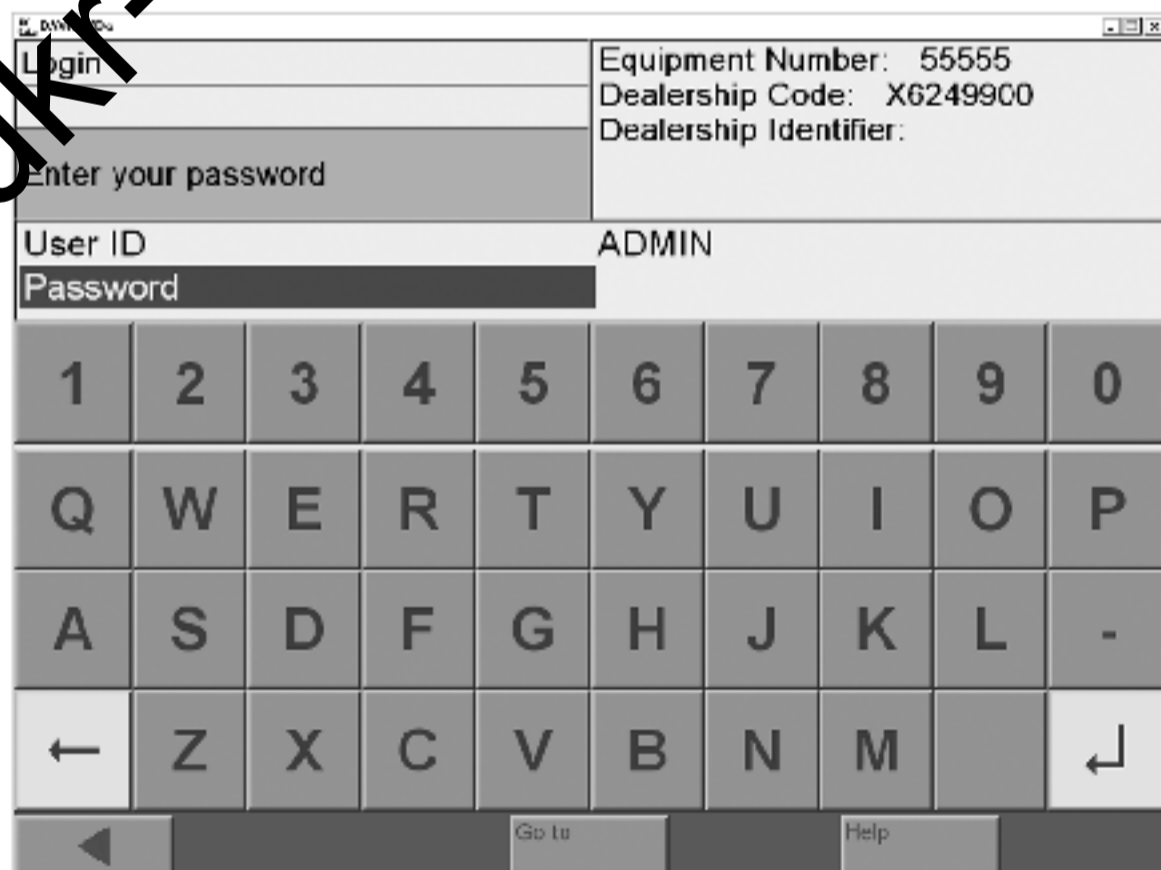 Login
Enter your password
Equipment Number: 55555
Dealership Code: X6249900
Dealership Identifier:
User ID ADMIN
Password
1 2 3 4 5 6 7 8 9 0
Q W E R T Y U I O P
A S D F G H J K L -
← Z X C V B N M ↵
Go to Help